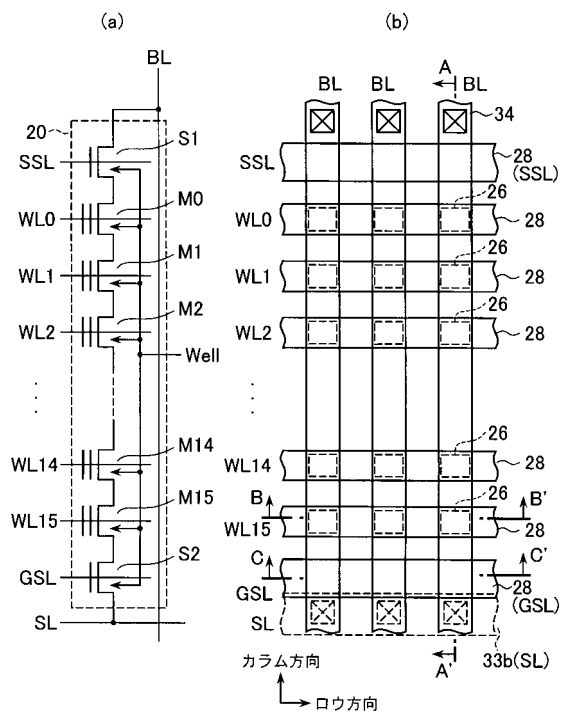 (a)
(b)
BL
20
S1
SSL
M0
WL0
M1
WL1
M2
WL2
Well
M14
WL14
M15
WL15
S2
GSL
SL
A
BL BL BL
34
SSL
28
(SSL)
26
WL0
28
26
WL1
28
26
WL2
28
26
WL14
28
26
B
B'
WL15
28
C
C'
GSL
28
(GSL)
SL
A'
33b(SL)
カラム方向
ロウ方向